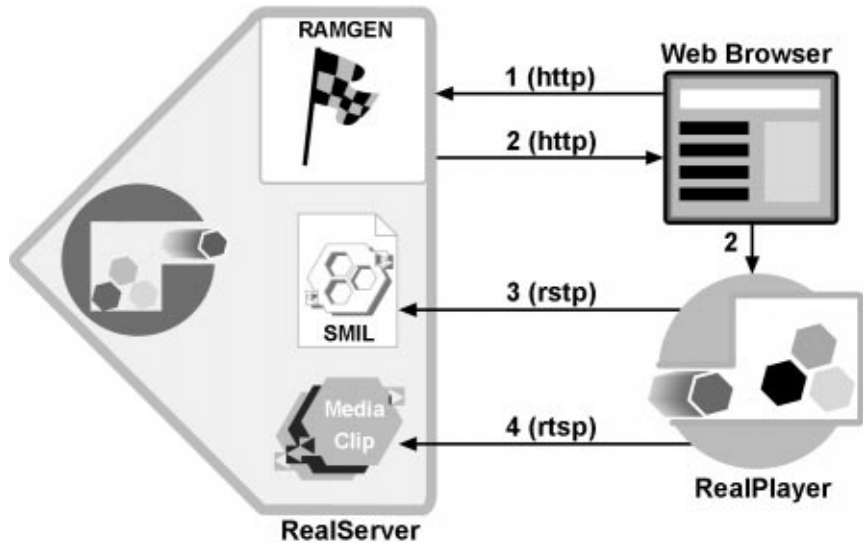 RAMGEN
Web Browser
1 (http)
2 (http)
2
3 (rstp)
SMIL
Media
Clip
4 (rtsp)
RealPlayer
RealServer